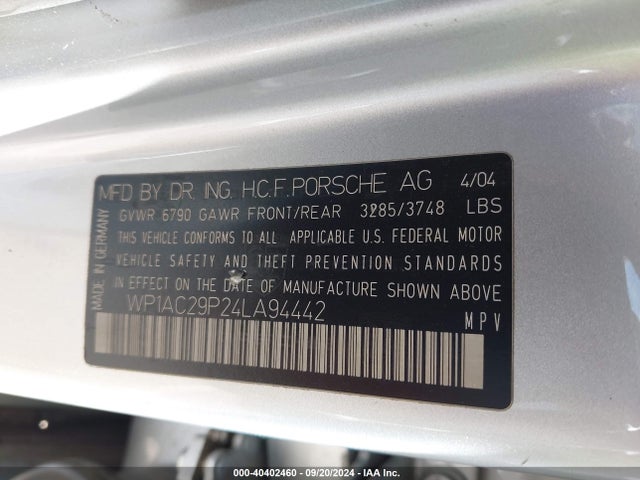 MFD BY DR. ING. H.C.F. PORSCHE AG 4/04
GVWR 6790 GAWR FRONT/REAR 3285/3748 LBS
THIS VEHICLE CONFORMS TO ALL APPLICABLE U.S. FEDERAL MOTOR
VEHICLE SAFETY AND THEFT PREVENTION STANDARDS
IN EFFECT ON THE DATE OF MANUFACTURE SHOWN ABOVE
WP1AC29P24LA94442
MPV
MADE IN GERMANY
000-40402460 - 09/20/2024 - IAA Inc.